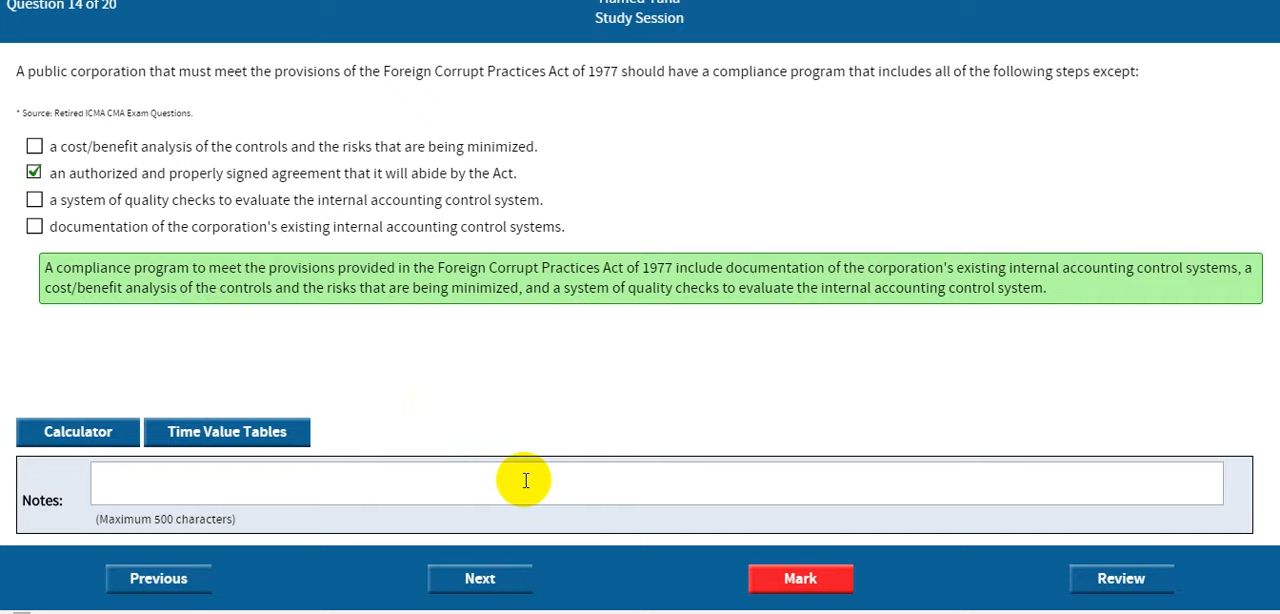 Question 14 of 20
Hamed Taha
Study Session
A public corporation that must meet the provisions of the Foreign Corrupt Practices Act of 1977 should have a compliance program that includes all of the following steps except:
* Source: Retired ICMA CMA Exam Questions.
a cost/benefit analysis of the controls and the risks that are being minimized.
an authorized and properly signed agreement that it will abide by the Act.
a system of quality checks to evaluate the internal accounting control system.
documentation of the corporation's existing internal accounting control systems.
A compliance program to meet the provisions provided in the Foreign Corrupt Practices Act of 1977 include documentation of the corporation's existing internal accounting control systems, a
cost/benefit analysis of the controls and the risks that are being minimized, and a system of quality checks to evaluate the internal accounting control system.
Calculator
Time Value Tables
Notes:
(Maximum 500 characters)
Previous
Next
Mark
Review